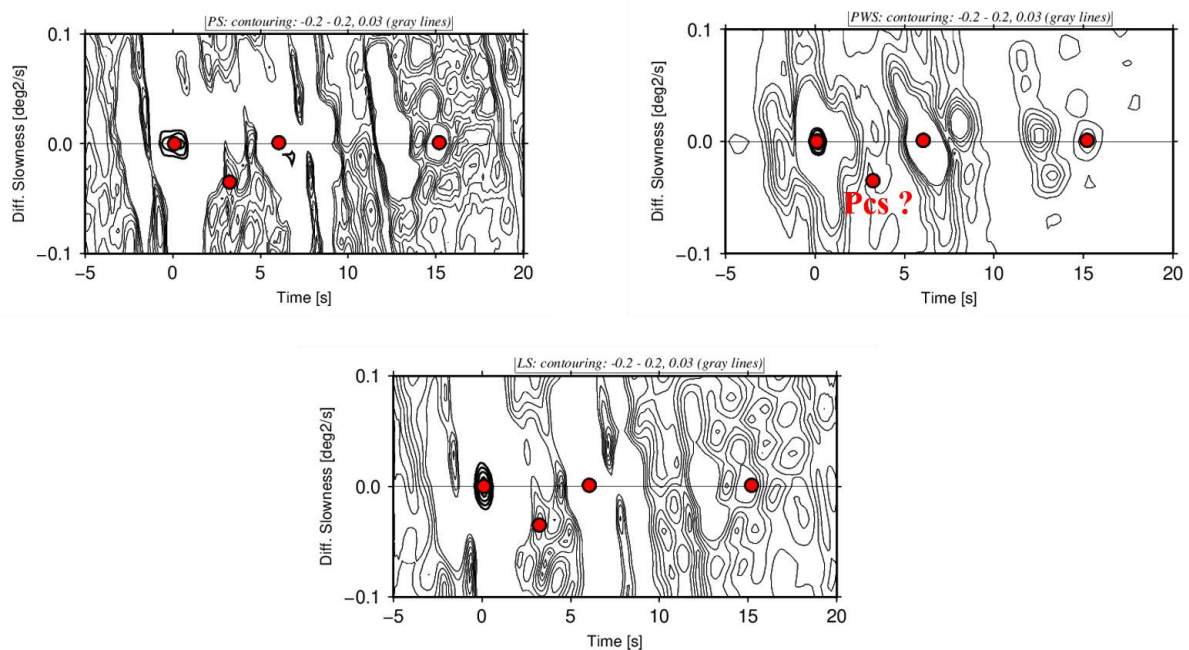 PS: contouring: -0.2 - 0.2, 0.03 (gray lines)
Diff. Slowness [deg2/s]
0.1
0.0
−0.1
−5 0 5 10 15 20
Time [s]
PWS: contouring: -0.2 - 0.2, 0.03 (gray lines)
Diff. Slowness [deg2/s]
0.1
0.0
−0.1
Pcs ?
−5 0 5 10 15 20
Time [s]
LS: contouring: -0.2 - 0.2, 0.03 (gray lines)
Diff. Slowness [deg2/s]
0.1
0.0
−0.1
−5 0 5 10 15 20
Time [s]